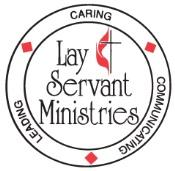 CARING
Lay
Servant
Ministries
LEADING
COMMUNICATING